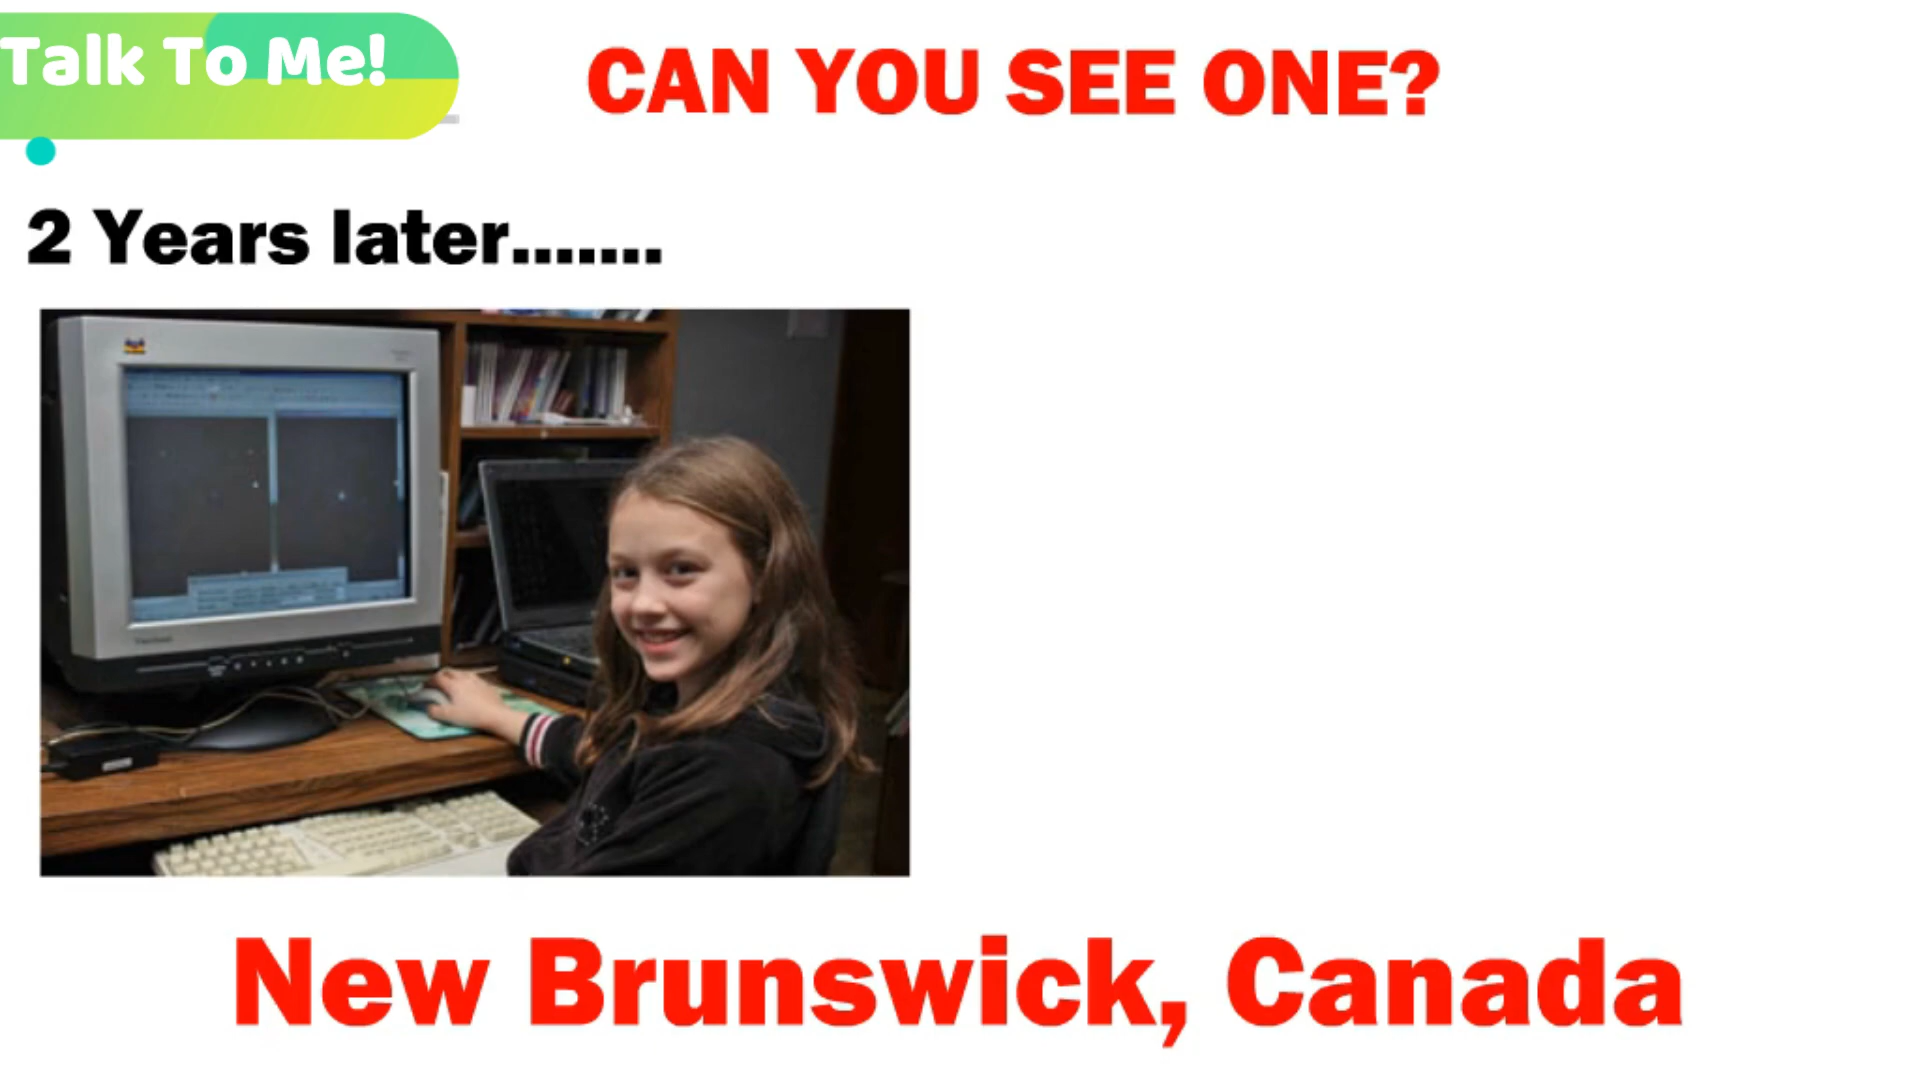 Talk To Me!
CAN YOU SEE ONE?
2 Years later.......
New Brunswick, Canada